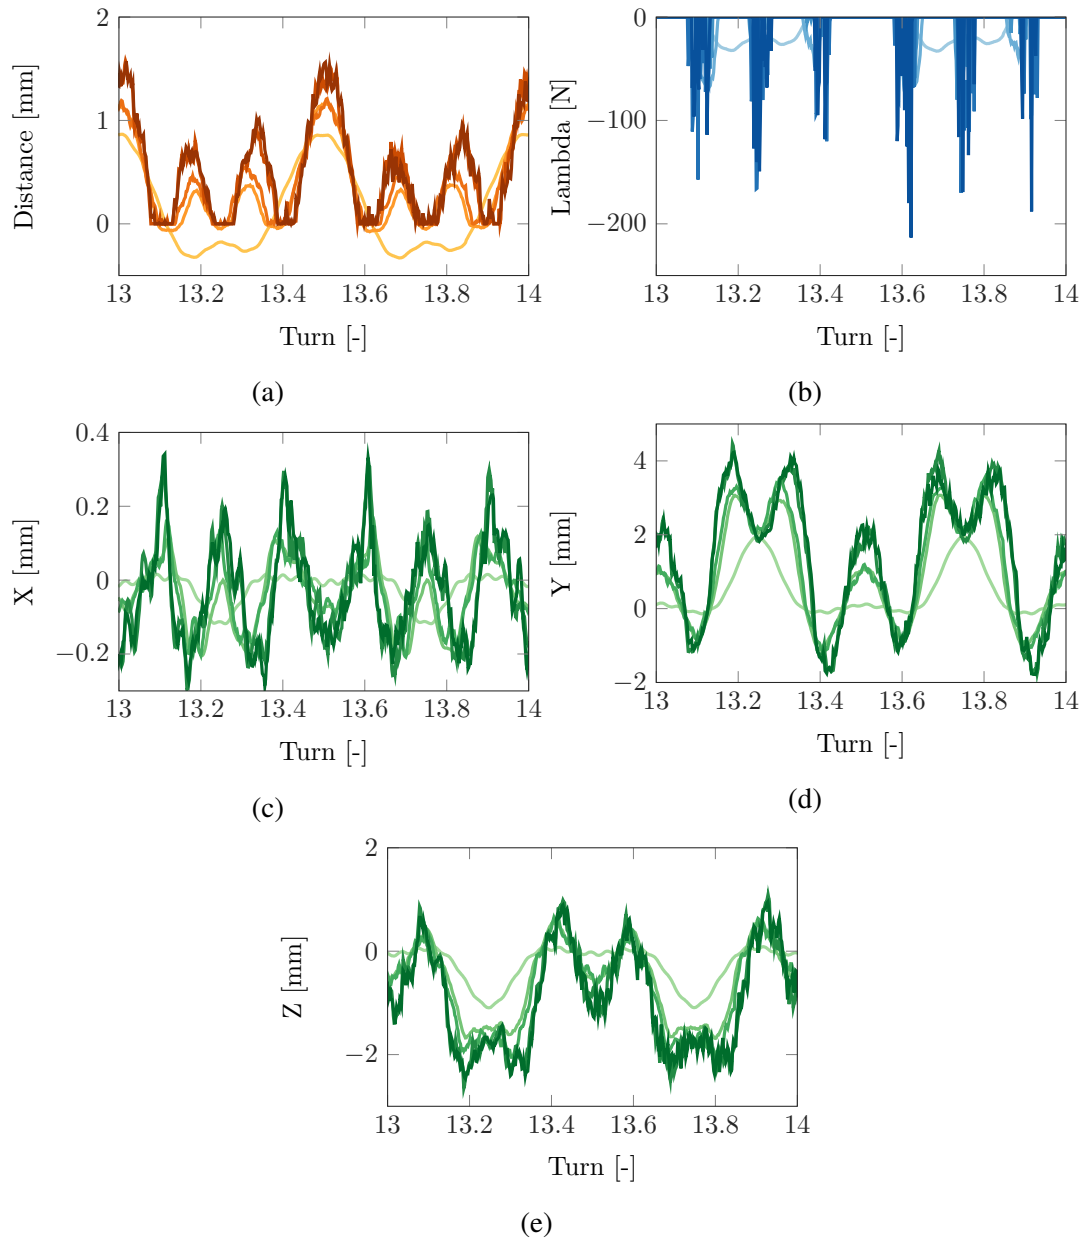 2
1
0
Distance [mm]
13 13.2 13.4 13.6 13.8 14
Turn [-]
(a)
0
−100
−200
Lambda [N]
13 13.2 13.4 13.6 13.8 14
Turn [-]
(b)
0.4
0.2
0
−0.2
X [mm]
13 13.2 13.4 13.6 13.8 14
Turn [-]
(c)
4
2
0
−2
Y [mm]
13 13.2 13.4 13.6 13.8 14
Turn [-]
(d)
2
0
−2
Z [mm]
13 13.2 13.4 13.6 13.8 14
Turn [-]
(e)